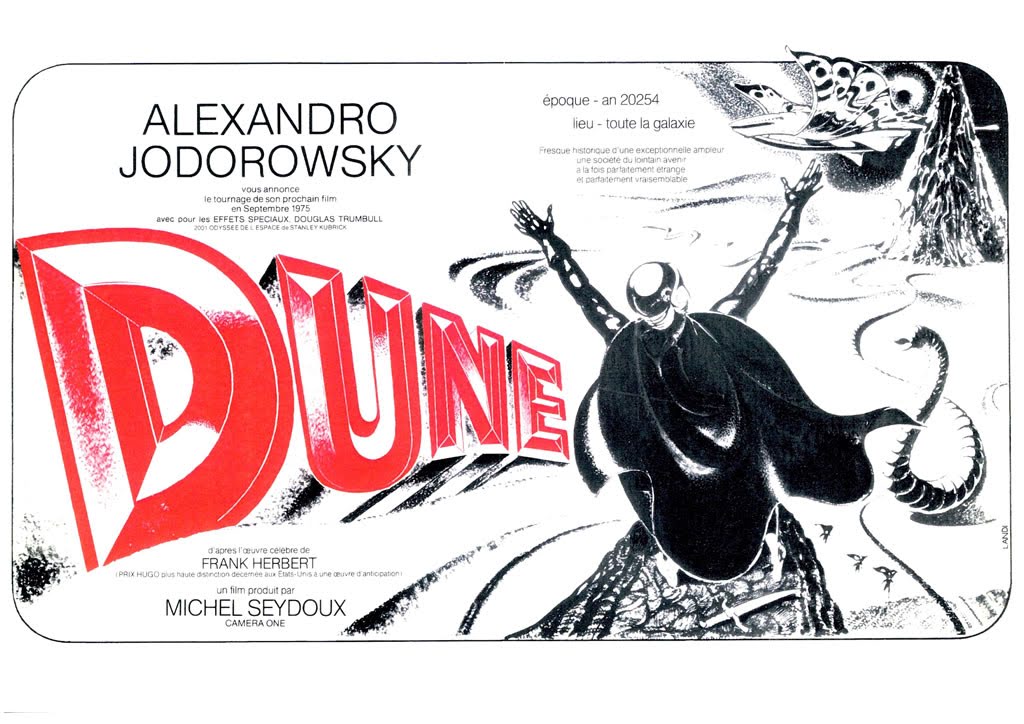 ALEXANDRO
JODOROWSKY
vous annonce
le tournage de son prochain film
en Septembre 1975
avec pour les EFFETS SPECIAUX, DOUGLAS TRUMBULL
2001 ODYSSEE DE L'ESPACE de STANLEY KUBRICK
époque - an 20254
lieu - toute la galaxie
Fresque historique d'une exceptionnelle ampleur
une société du lointain avenir
à la fois parfaitement étrange
et parfaitement vraisemblable
DUNE
d'après l'œuvre célèbre de
FRANK HERBERT
(PRIX HUGO plus haute distinction décernée aux Etats-Unis à une œuvre d'anticipation)
un film produit par
MICHEL SEYDOUX
CAMERA ONE
LANDI